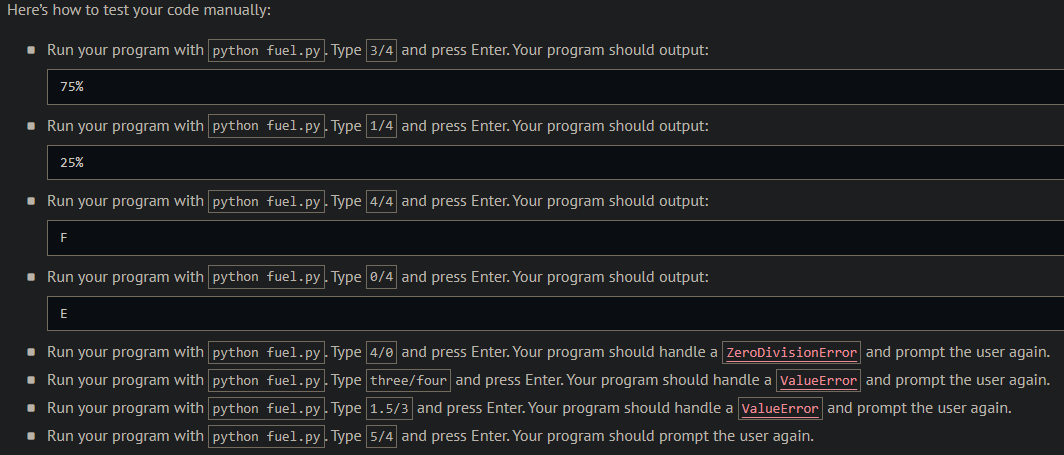 Here's how to test your code manually:
Run your program with python fuel.py. Type 3/4 and press Enter. Your program should output:
75%
Run your program with python fuel.py. Type 1/4 and press Enter. Your program should output:
25%
Run your program with python fuel.py. Type 4/4 and press Enter. Your program should output:
F
Run your program with python fuel.py. Type 0/4 and press Enter. Your program should output:
E
Run your program with python fuel.py. Type 4/0 and press Enter. Your program should handle a ZeroDivisionError and prompt the user again.
Run your program with python fuel.py. Type three/four and press Enter. Your program should handle a ValueError and prompt the user again.
Run your program with python fuel.py. Type 1.5/3 and press Enter. Your program should handle a ValueError and prompt the user again.
Run your program with python fuel.py. Type 5/4 and press Enter. Your program should prompt the user again.